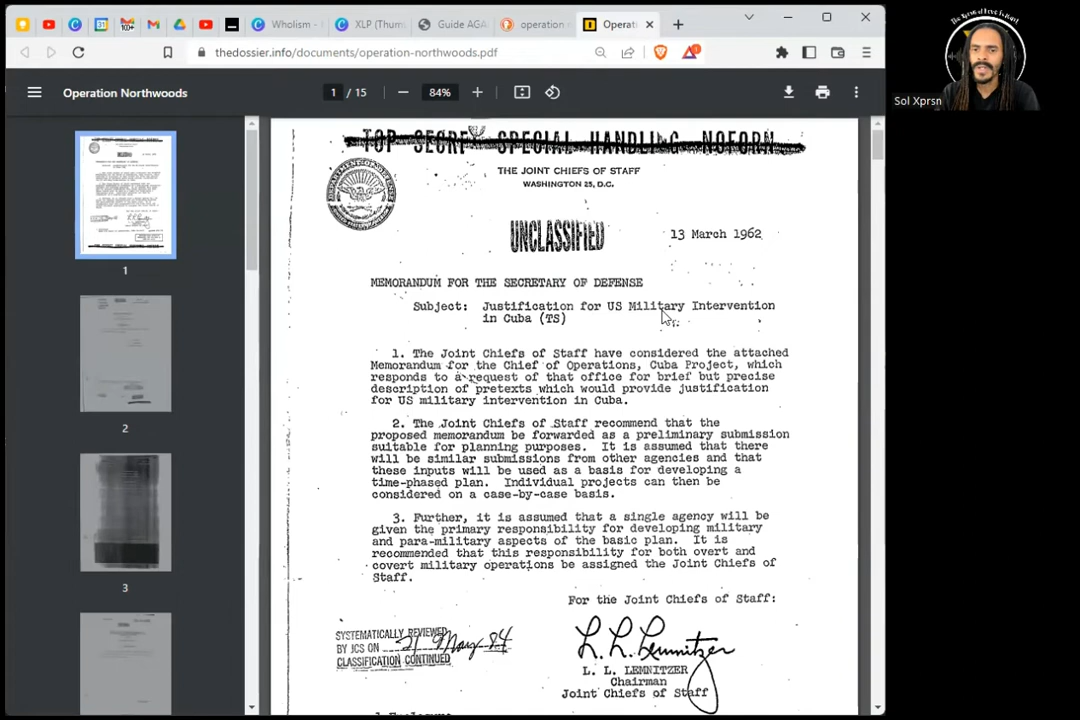 Wholism -
XLP (Thum
Guide AGA
operation
Operati
thedossier.info/documents/operation-northwoods.pdf
Sol Xprsn
Operation Northwoods
1 / 15
84%
TOP SECRET SPECIAL HANDLING NOFORN
THE JOINT CHIEFS OF STAFF
WASHINGTON 25, D.C.
UNCLASSIFIED
13 March 1962
MEMORANDUM FOR THE SECRETARY OF DEFENSE
Subject: Justification for US Military Intervention
in Cuba (TS)
1. The Joint Chiefs of Staff have considered the attached
Memorandum for the Chief of Operations, Cuba Project, which
responds to a request of that office for brief but precise
description of pretexts which would provide justification
for US military intervention in Cuba.
2. The Joint Chiefs of Staff recommend that the
proposed memorandum be forwarded as a preliminary submission
suitable for planning purposes. It is assumed that there
will be similar submissions from other agencies and that
these inputs will be used as a basis for developing a
time-phased plan. Individual projects can then be
considered on a case-by-case basis.
3. Further, it is assumed that a single agency will be
given the primary responsibility for developing military
and para-military aspects of the basic plan. It is
recommended that this responsibility for both overt and
covert military operations be assigned the Joint Chiefs of
Staff.
For the Joint Chiefs of Staff:
SYSTEMATICALLY REVIEWED
BY JCS ON 21 May 84
CLASSIFICATION CONTINUED
L. L. Lemnitzer
L. L. LEMNITZER
Chairman
Joint Chiefs of Staff
1
2
3